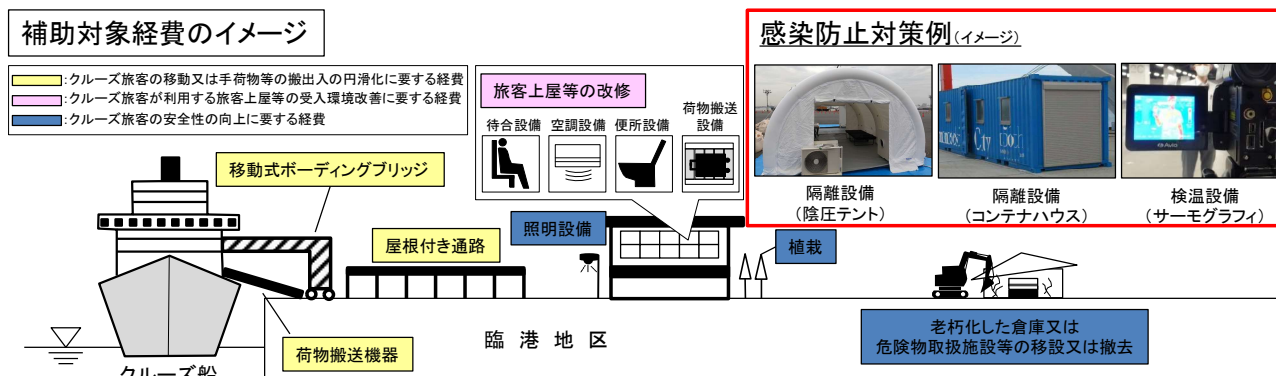 補助対象経費のイメージ
:クルーズ旅客の移動又は手荷物等の搬出入の円滑化に要する経費
:クルーズ旅客が利用する旅客上屋等の受入環境改善に要する経費
:クルーズ旅客の安全性の向上に要する経費
旅客上屋等の改修
待合設備
空調設備
便所設備
荷物搬送
設備
感染防止対策例(イメージ)
隔離設備
(陰圧テント)
隔離設備
(コンテナハウス)
検温設備
(サーモグラフィ)
移動式ボーディングブリッジ
屋根付き通路
照明設備
植栽
荷物搬送機器
臨港地区
老朽化した倉庫又は
危険物取扱施設等の移設又は撤去
クルーズ船